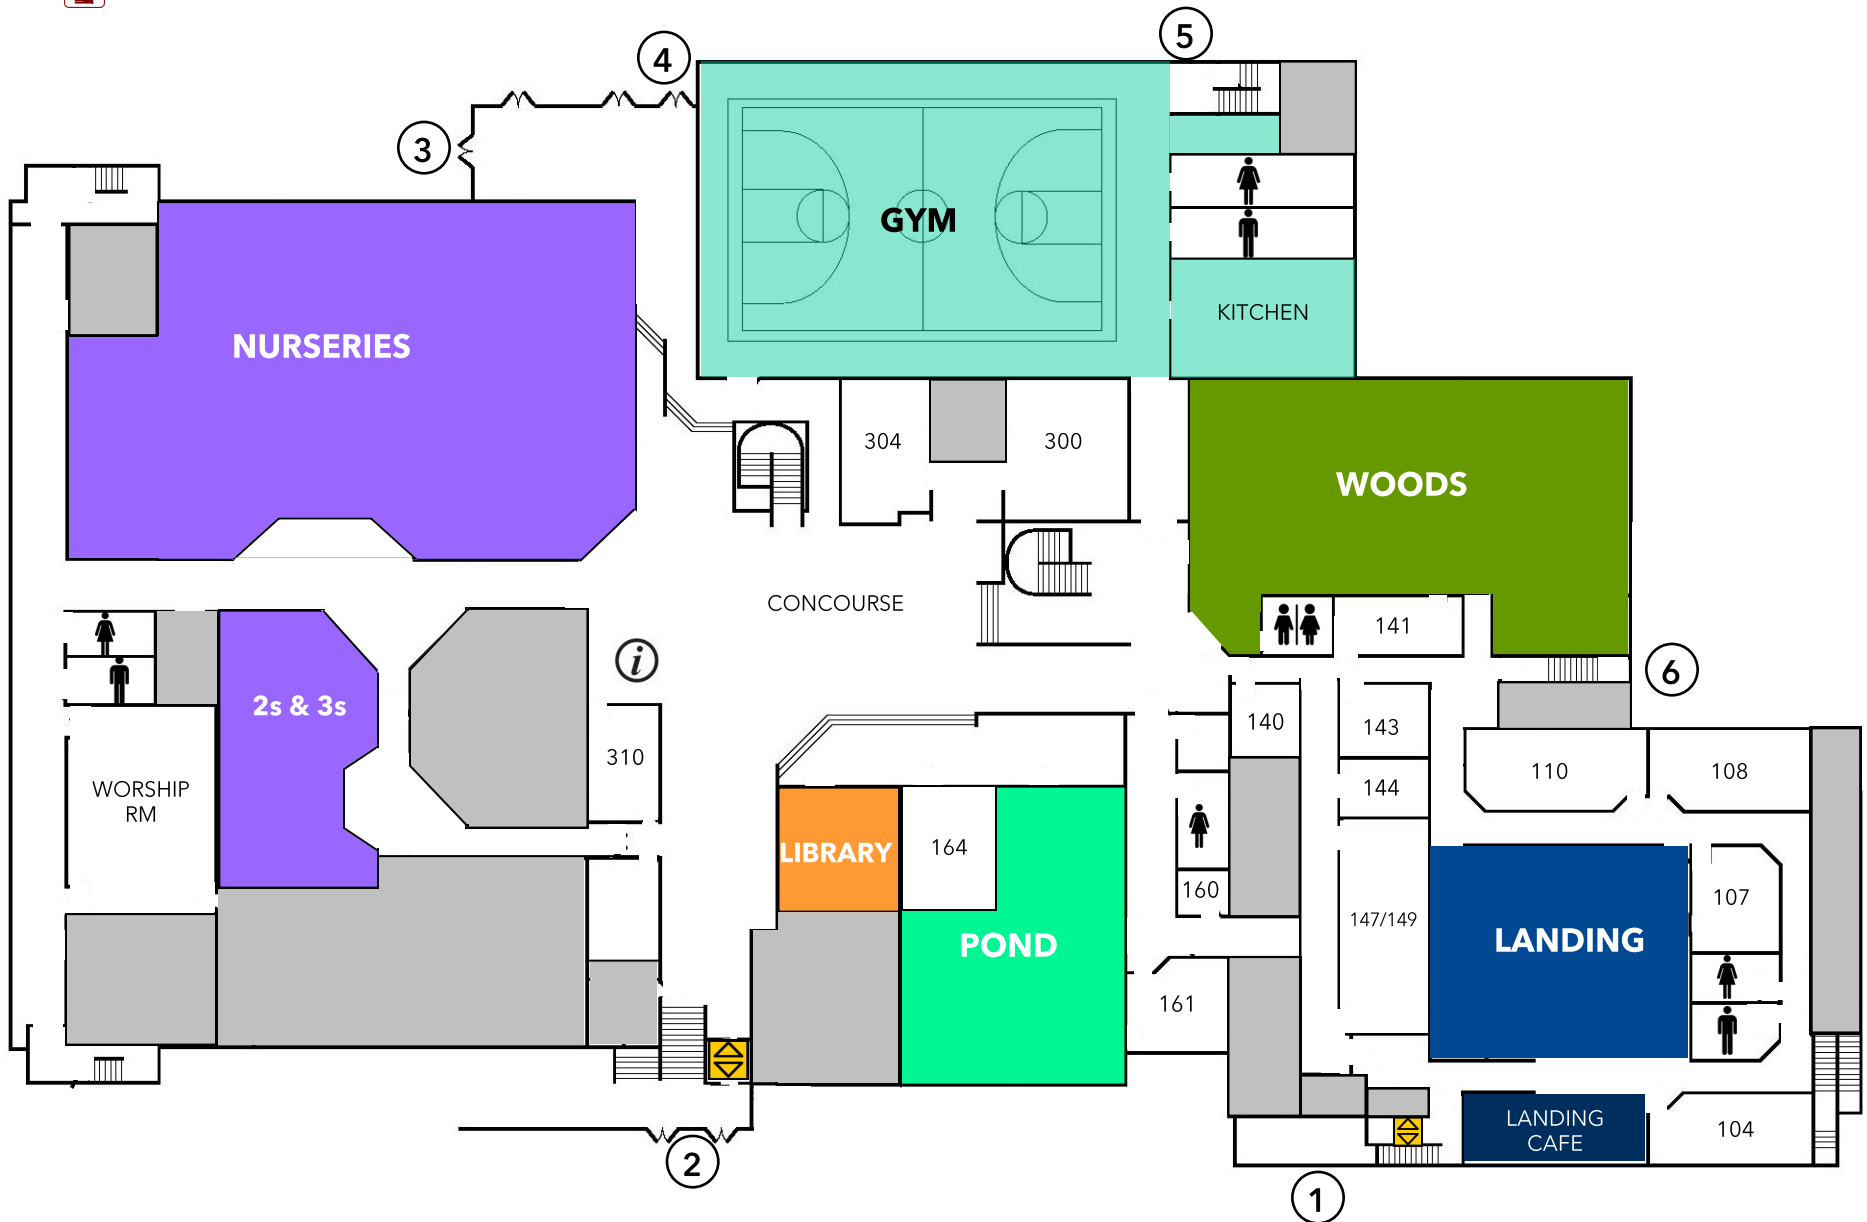 5
4
3
GYM
KITCHEN
NURSERIES
304
300
WOODS
CONCOURSE
141
i
6
2s & 3s
140
143
310
110
108
WORSHIP
RM
144
LIBRARY
164
160
107
147/149
POND
LANDING
161
LANDING
CAFE
104
2
1